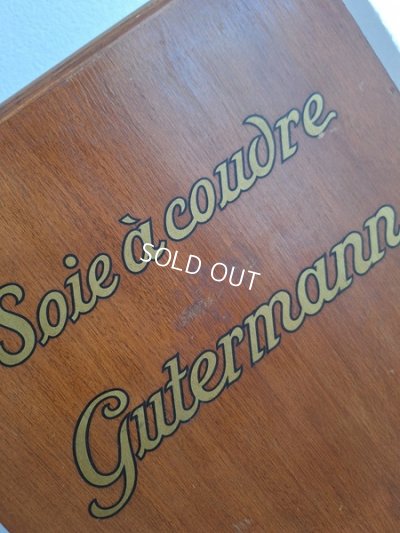 Soie à coudre
SOLD OUT
Gutermann